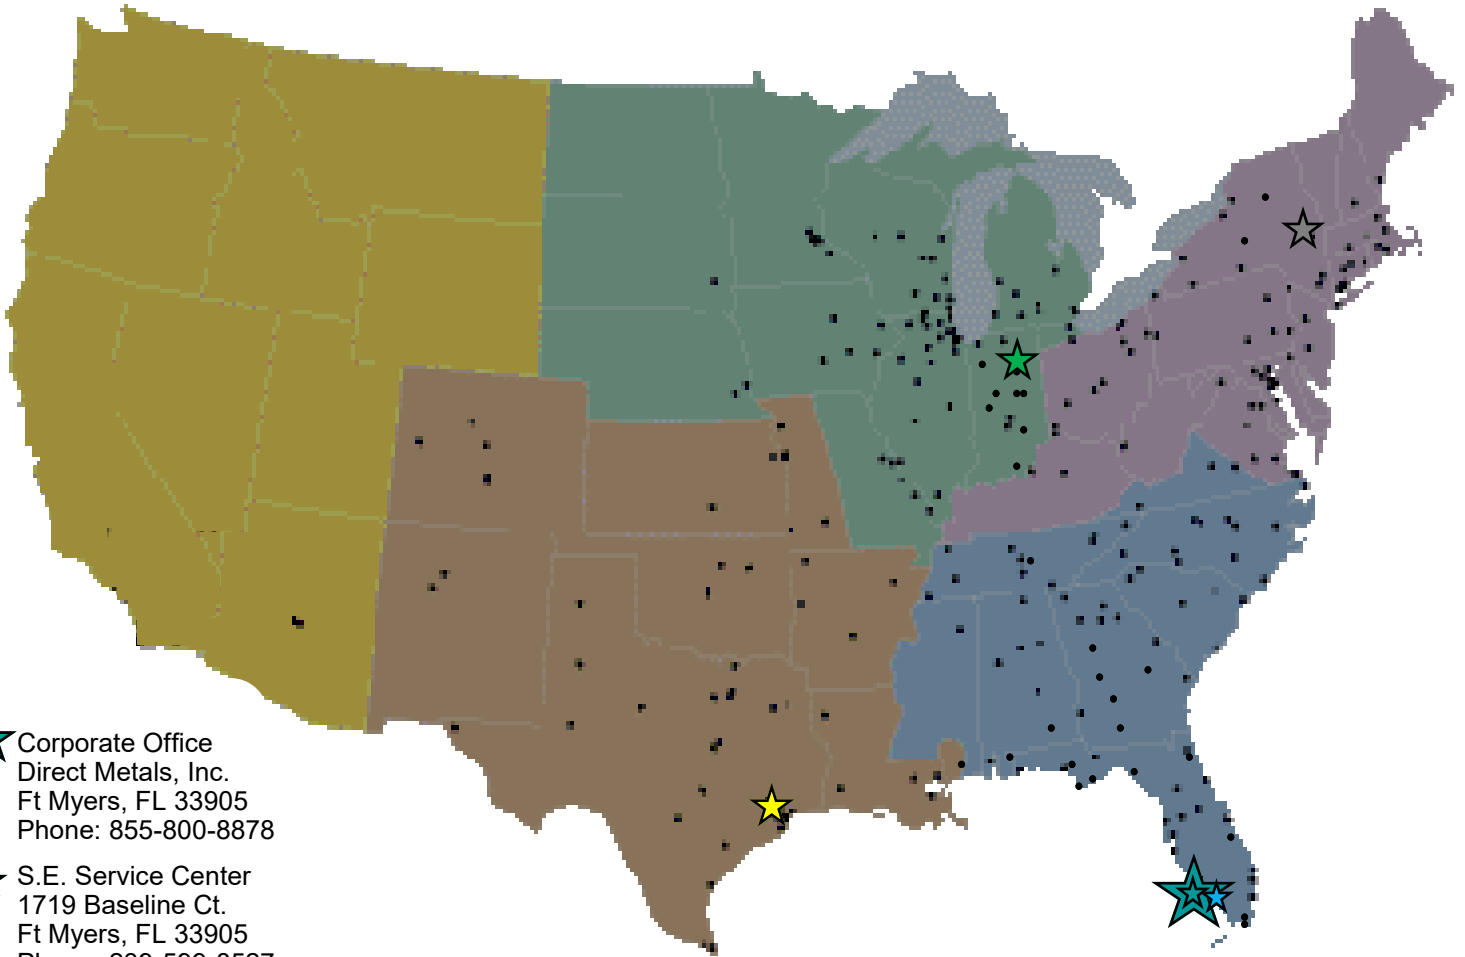 Corporate Office
Direct Metals, Inc.
Ft Myers, FL 33905
Phone: 855-800-8878
S.E. Service Center
1719 Baseline Ct.
Ft Myers, FL 33905